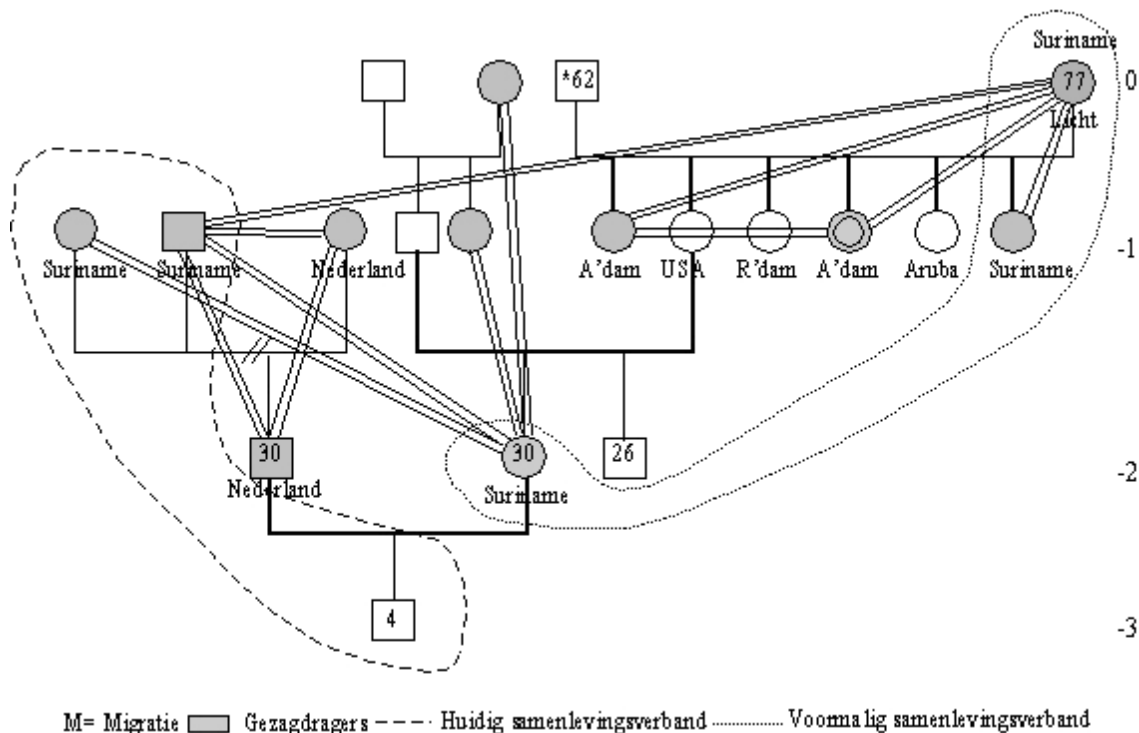 Suriname
*62 77 0
Licht
Suriname Suriname Nederland A'dam USA R'dam A'dam Aruba Suriname -1
30 30 26 -2
Nederland Suriname
4 -3
M= Migratie Gezagdragers Huidig samenlevingsverband Voormalig samenlevingsverband